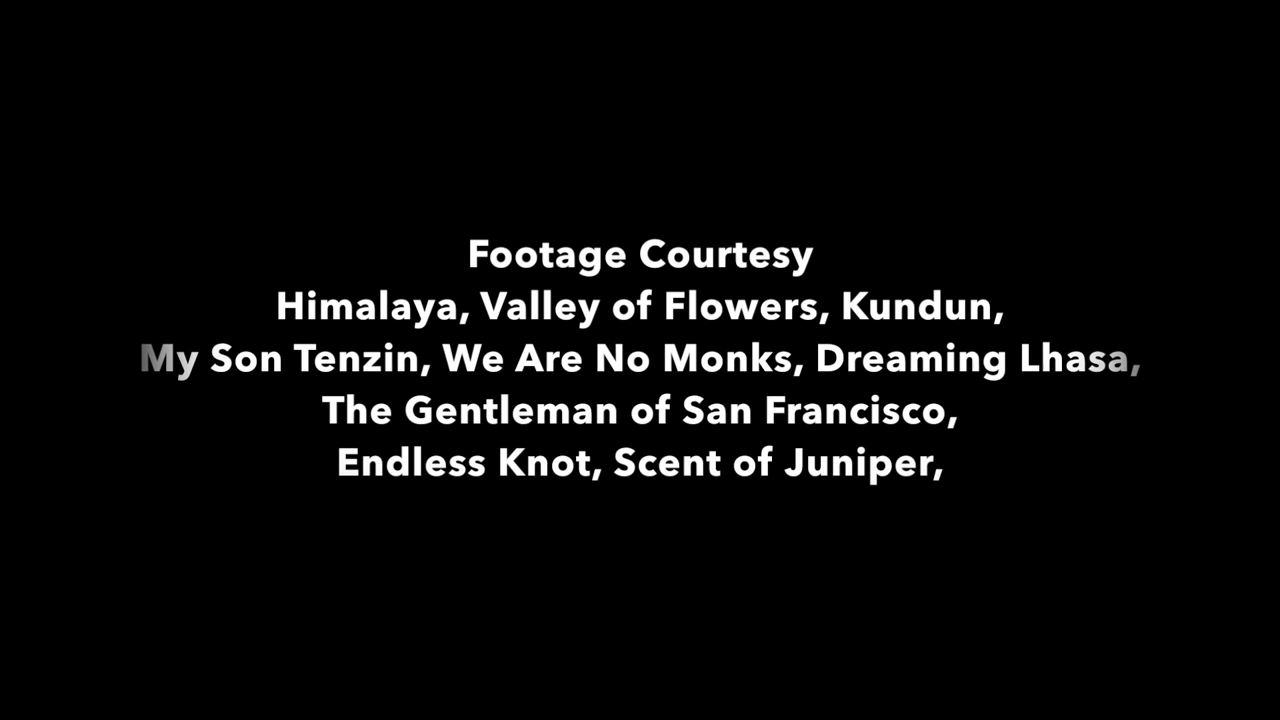 Footage Courtesy
Himalaya, Valley of Flowers, Kundun,
My Son Tenzin, We Are No Monks, Dreaming Lhasa,
The Gentleman of San Francisco,
Endless Knot, Scent of Juniper,